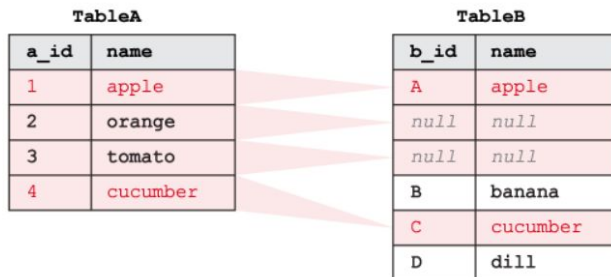 TableA
a_id name
1 apple
2 orange
3 tomato
4 cucumber
TableB
b_id name
A apple
null null
null null
B banana
C cucumber
D dill